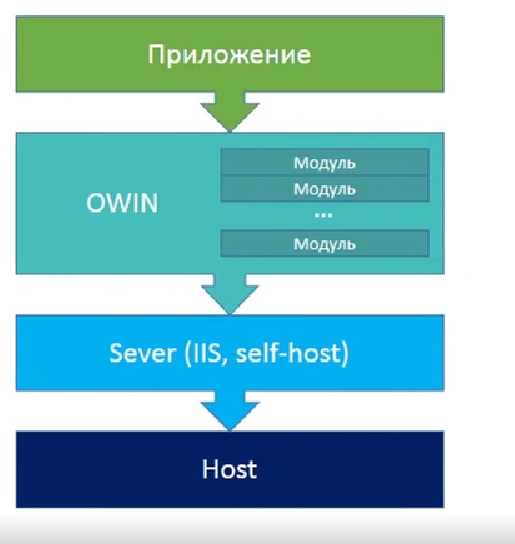 Приложение
OWIN
Модуль
Модуль
...
Модуль
Sever (IIS, self-host)
Host